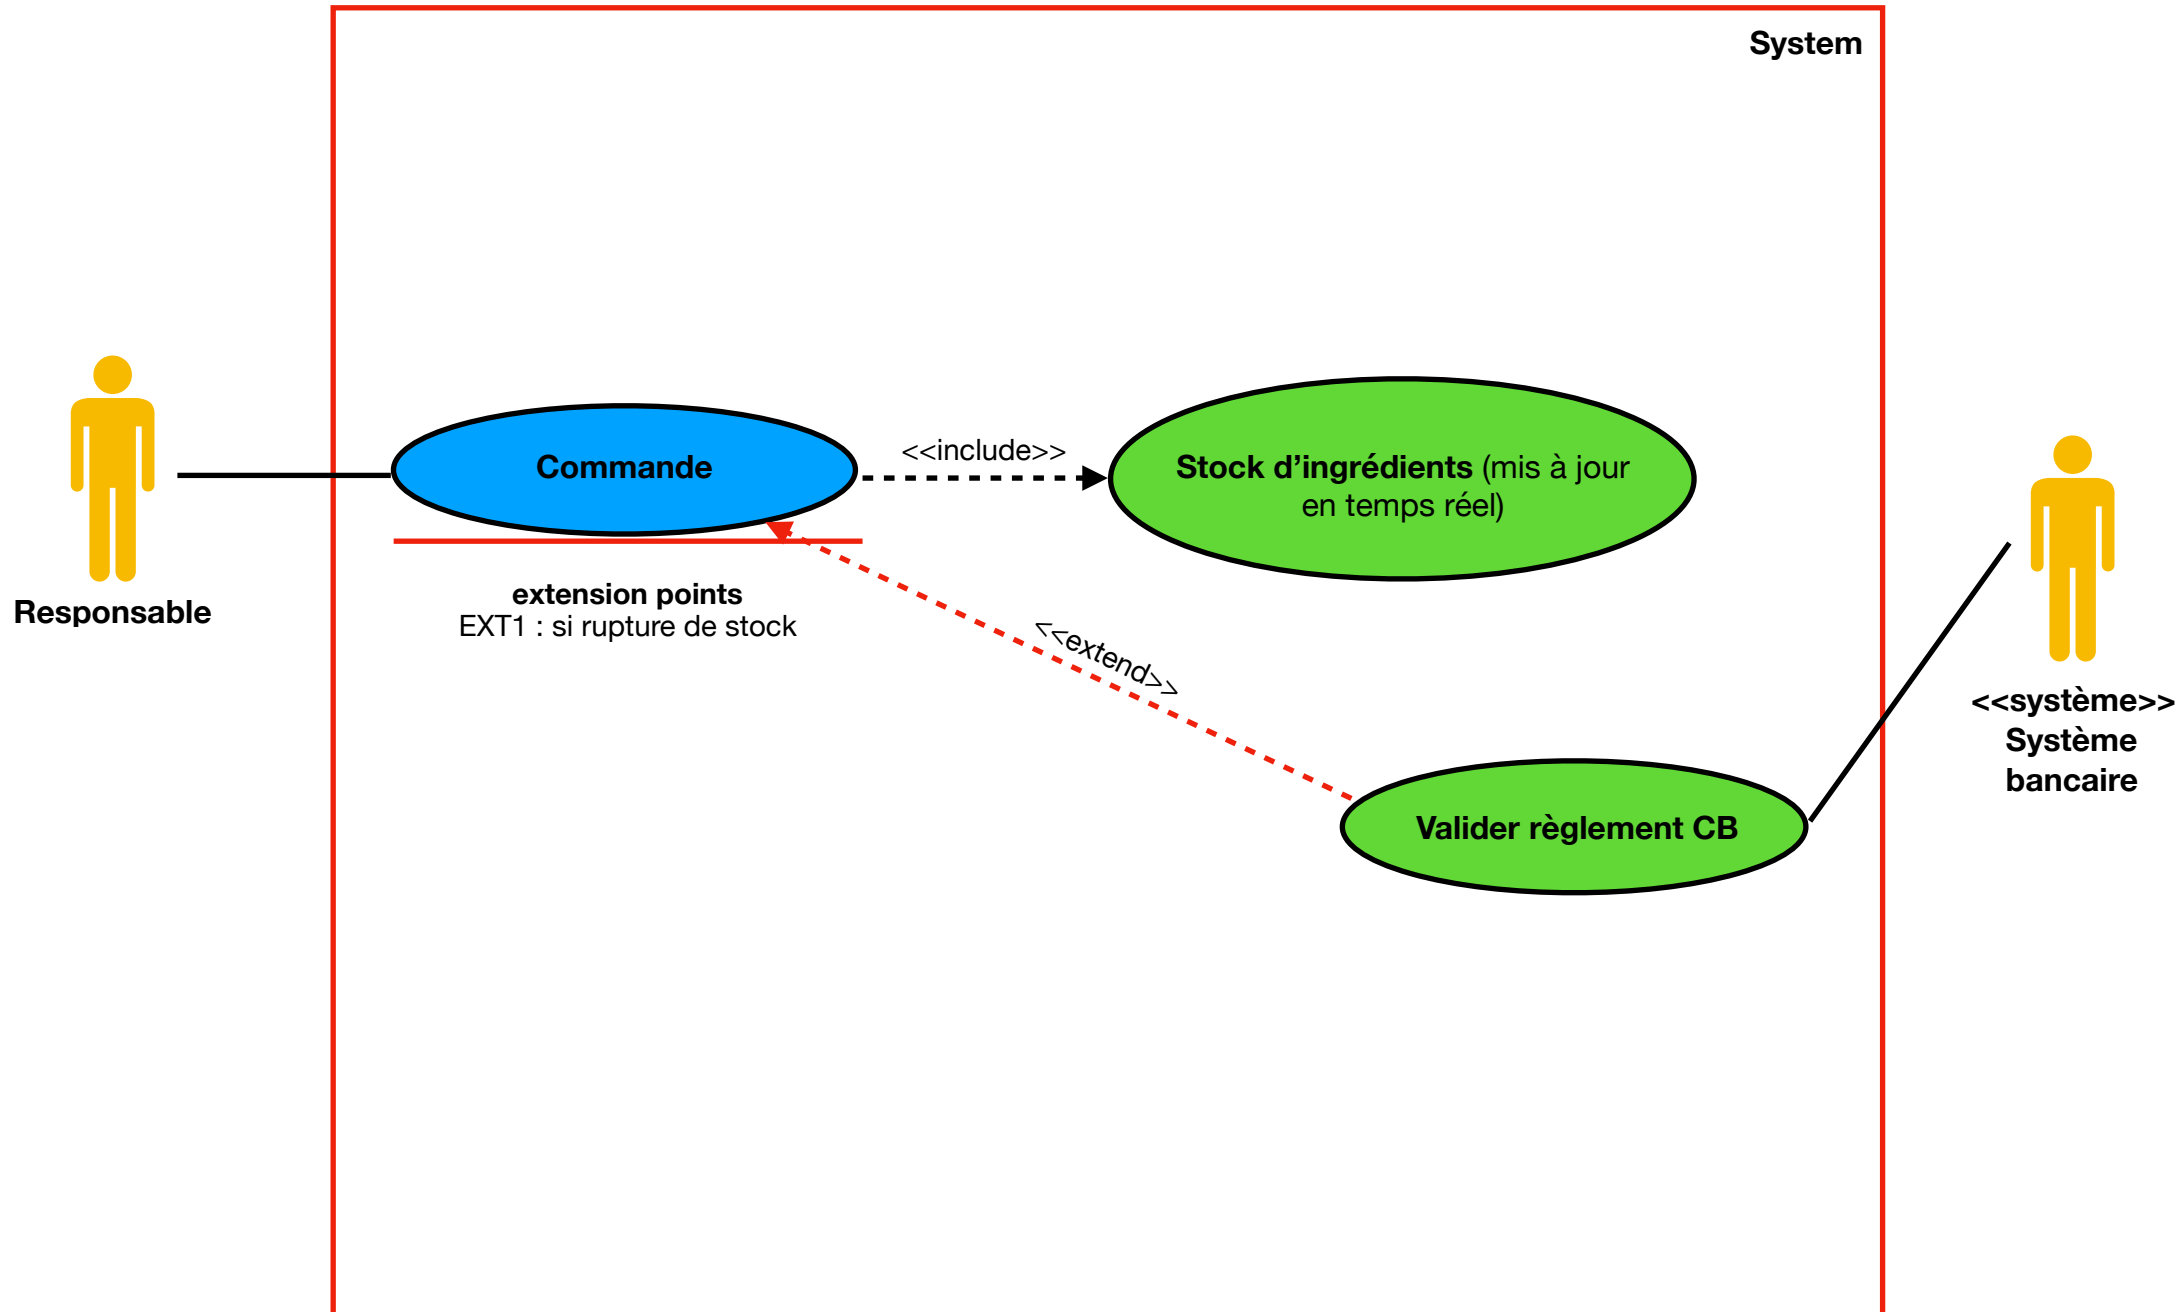 System
Commande
<<include>>
Stock d’ingrédients (mis à jour
en temps réel)
extension points
EXT1 : si rupture de stock
Responsable
<<extend>>
<<système>>
Système
bancaire
Valider règlement CB